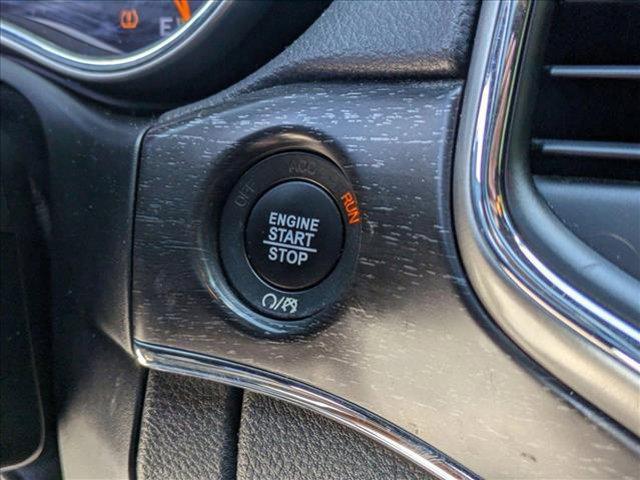 E
OFF
ACC
RUN
ENGINE
START
STOP